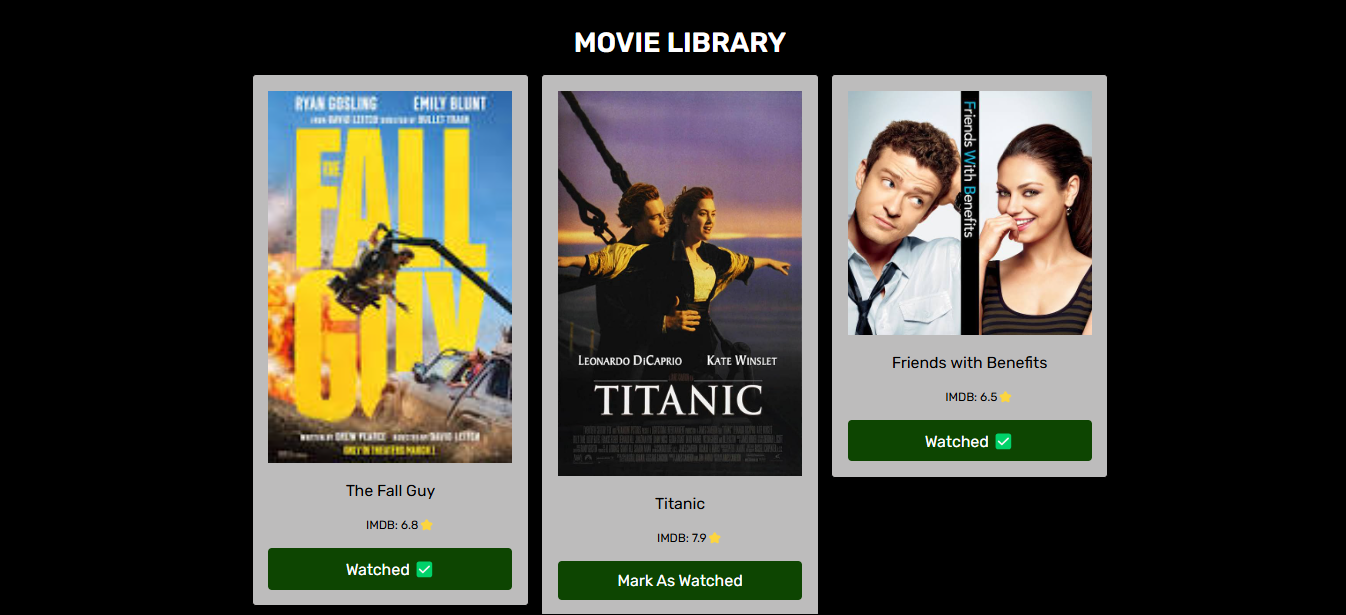 MOVIE LIBRARY
RYAN GOSLING EMILY BLUNT
FROM DAVID LEITCH DIRECTOR OF BULLET TRAIN
THE
FALL
GUY
WRITTEN BY DREW PEARCE DIRECTED BY DAVID LEITCH
ONLY IN THEATERS MARCH 1
The Fall Guy
IMDB: 6.8
Watched
LEONARDO DICAPRIO KATE WINSLET
TITANIC
Titanic
IMDB: 7.9
Mark As Watched
Friends With Benefits
Friends with Benefits
IMDB: 6.5
Watched